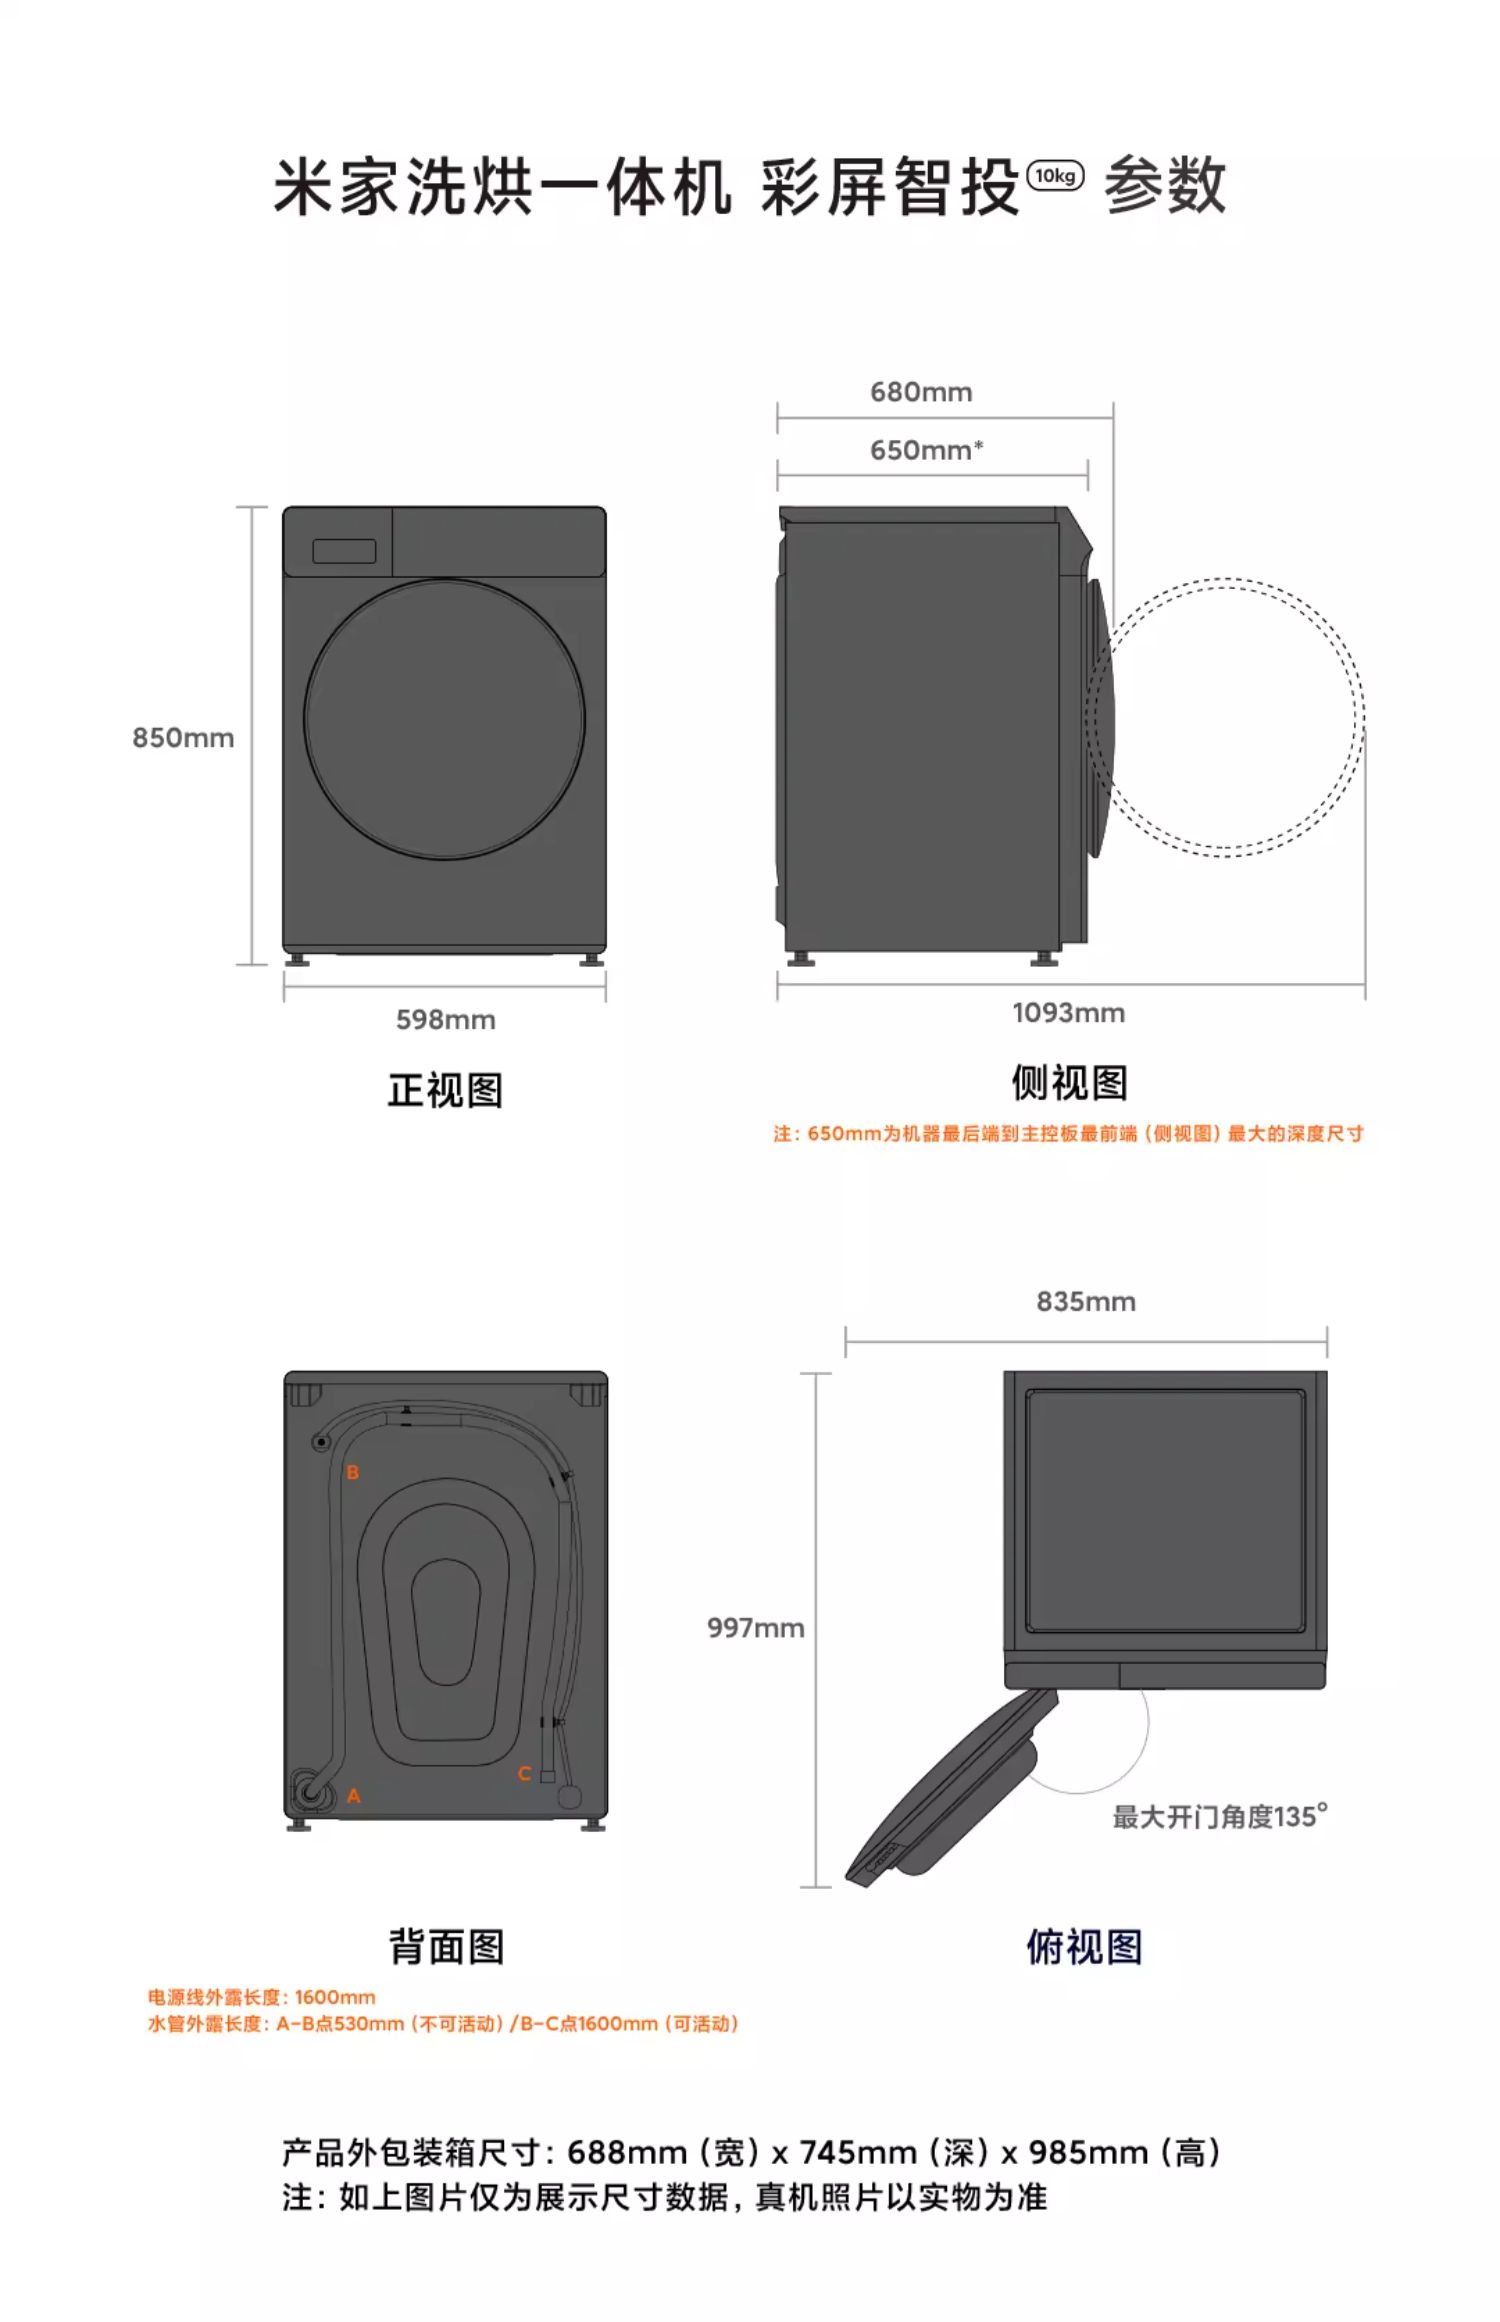 米家洗烘一体机 彩屏智投 10kg 参数
680mm
650mm*
850mm
598mm
1093mm
正视图
侧视图
注：650mm为机器最后端到主控板最前端（侧视图）最大的深度尺寸
835mm
B
997mm
C
A
最大开门角度135°
背面图
俯视图
电源线外露长度：1600mm
水管外露长度：A-B点530mm（不可活动）/B-C点1600mm（可活动）
产品外包装箱尺寸：688mm（宽）x 745mm（深）x 985mm（高）
注：如上图片仅为展示尺寸数据，真机照片以实物为准